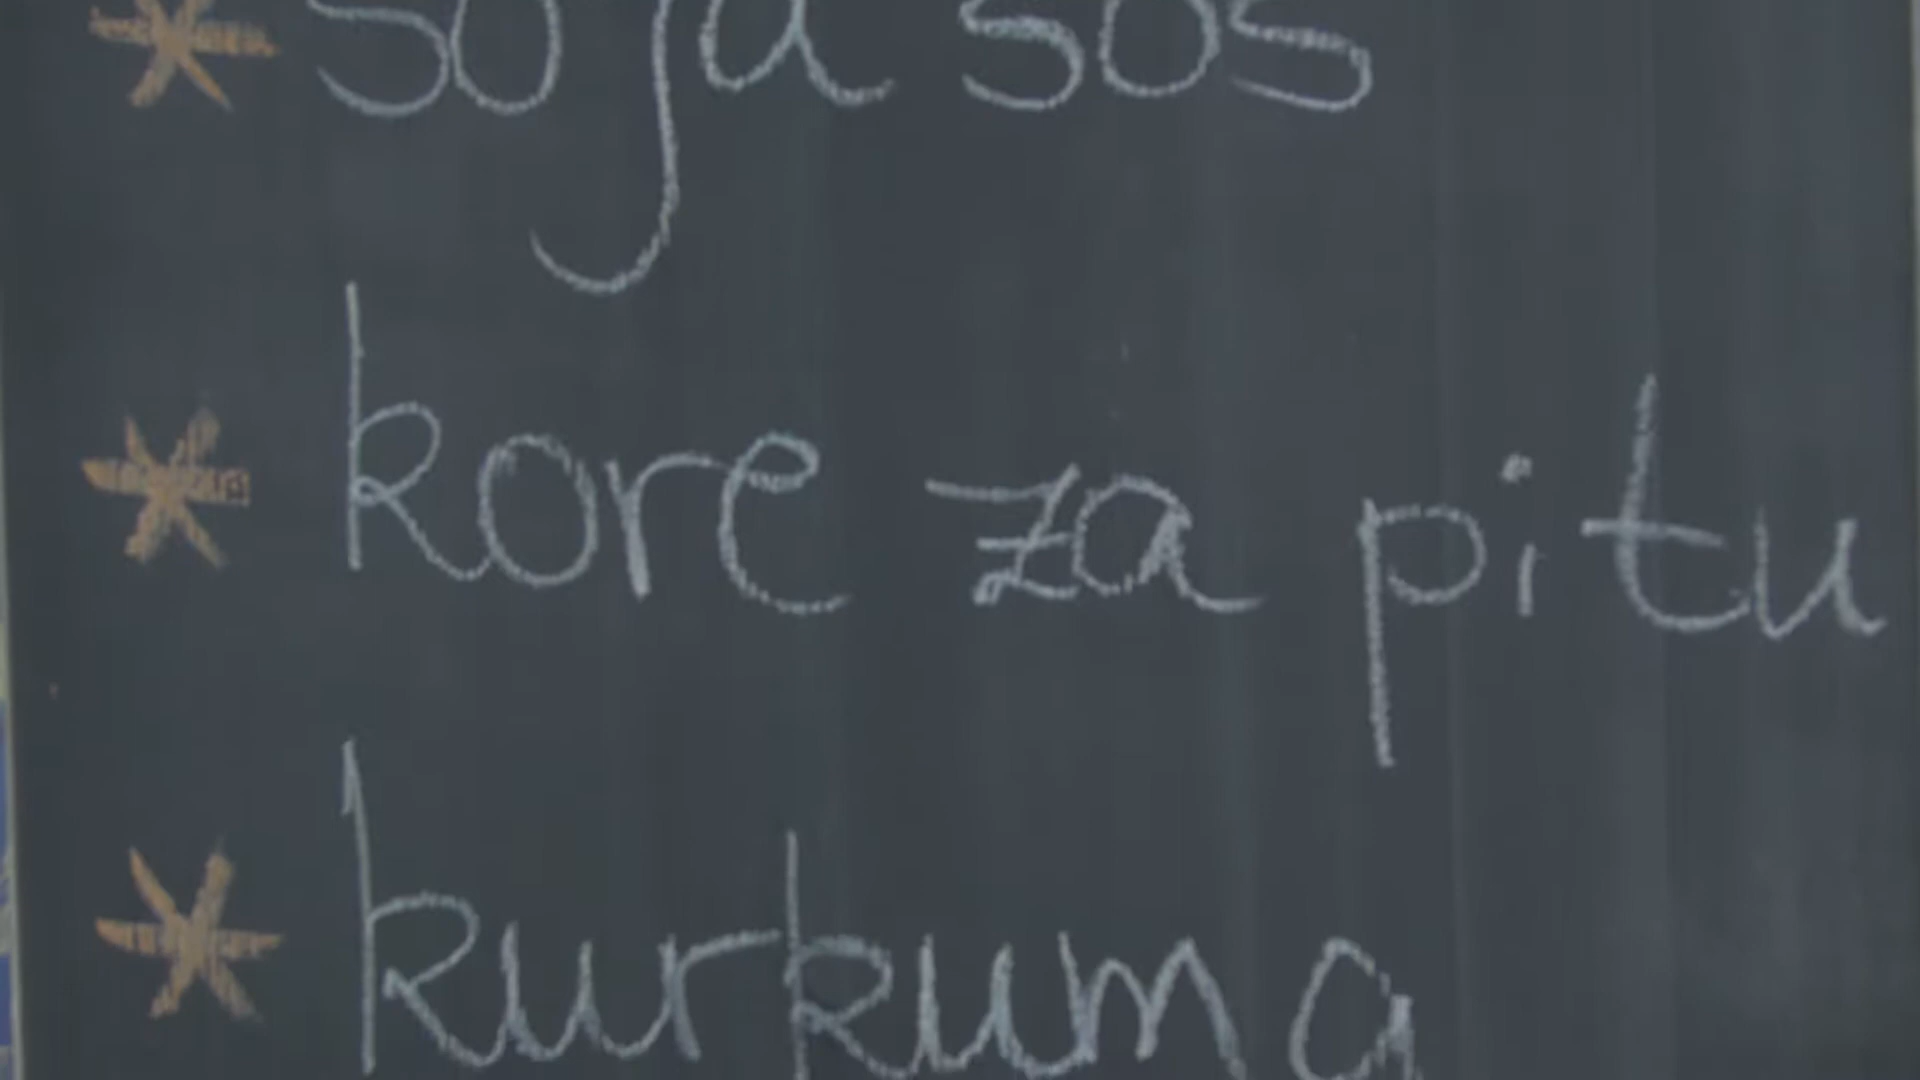 * soja sos
* kore za pitu
* kurkuma